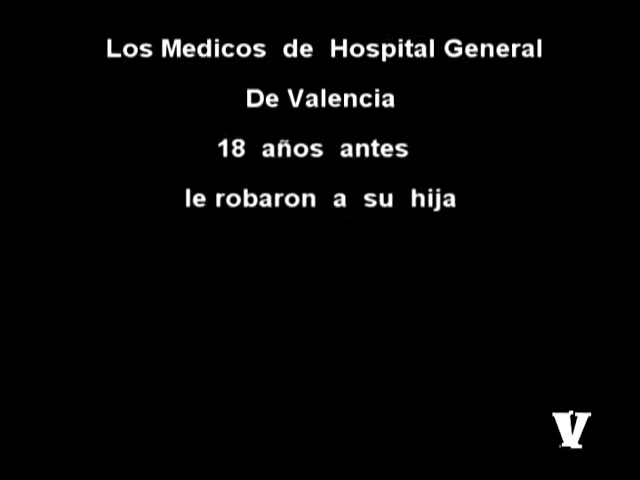 Los Medicos de Hospital General
De Valencia
18 años antes
le robaron a su hija
V